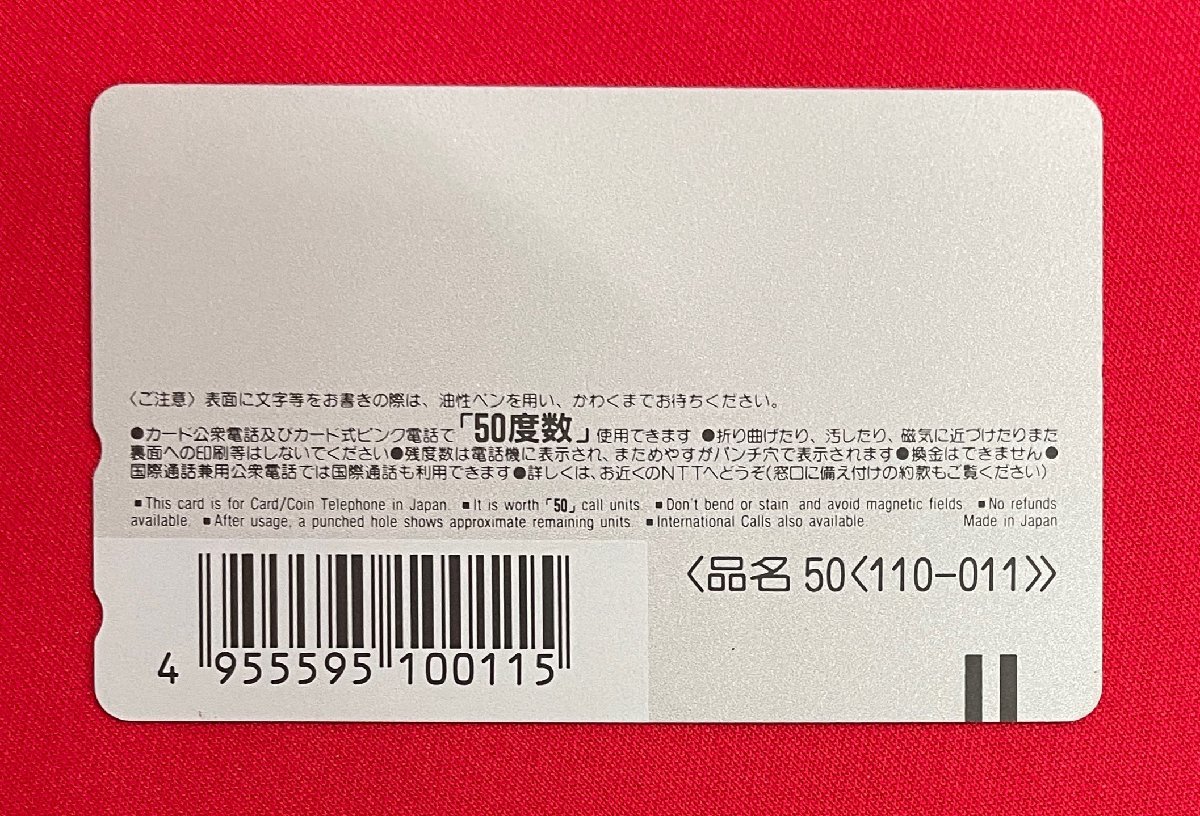 〈ご注意〉表面に文字等をお書きの際は、油性ペンを用い、かわくまでお待ちください。
●カード公衆電話及びカード式ピンク電話で「50度数」使用できます ●折り曲げたり、汚したり、磁気に近づけたりまた
裏面への印刷等はしないでください●残度数は電話機に表示され、まためやすがパンチ穴で表示されます●換金はできません●
国際通話兼用公衆電話では国際通話も利用できます●詳しくは、お近くのNTTへどうぞ(窓口に備え付けの約款もご覧ください)
■This card is for Card/Coin Telephone in Japan. ■It is worth「50」call units. ■Don't bend or stain and avoid magnetic fields. ■No refunds
available. ■After usage, a punched hole shows approximate remaining units. ■International Calls also available. Made in Japan
〈品名 50〈110-011〉〉
4 955595 100115